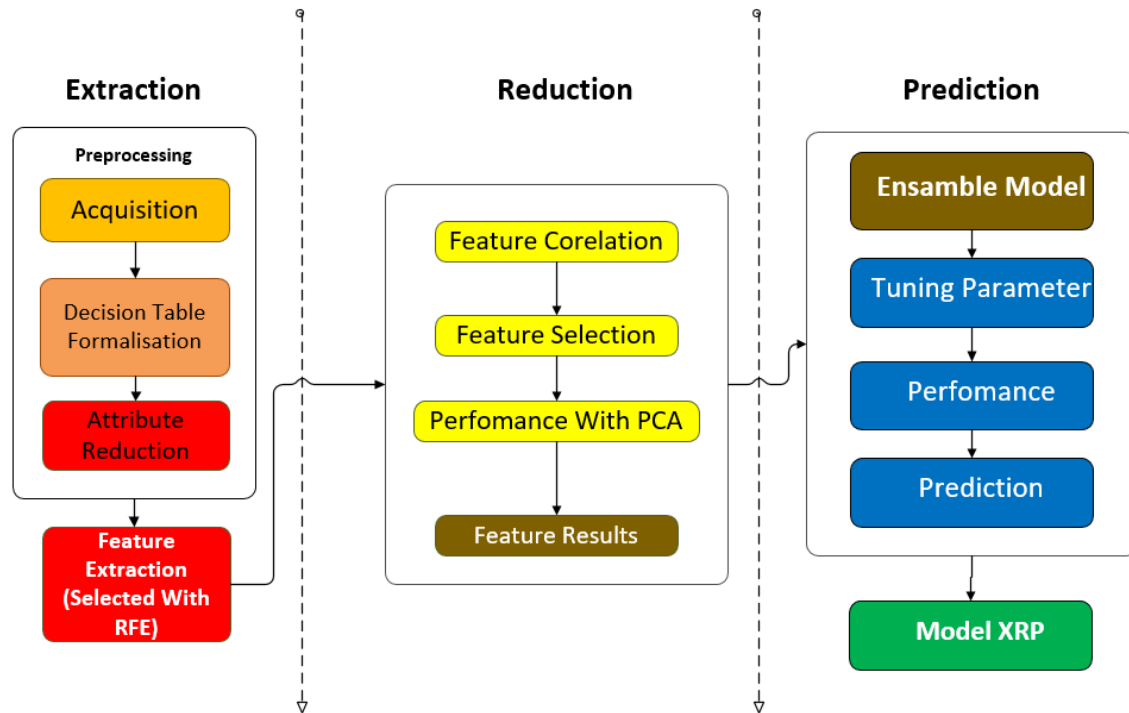 Extraction
Preprocessing
Acquisition
Decision Table
Formalisation
Attribute
Reduction
Feature
Extraction
(Selected With
RFE)
Reduction
Feature Corelation
Feature Selection
Perfomance With PCA
Feature Results
Prediction
Ensamble Model
Tuning Parameter
Perfomance
Prediction
Model XRP